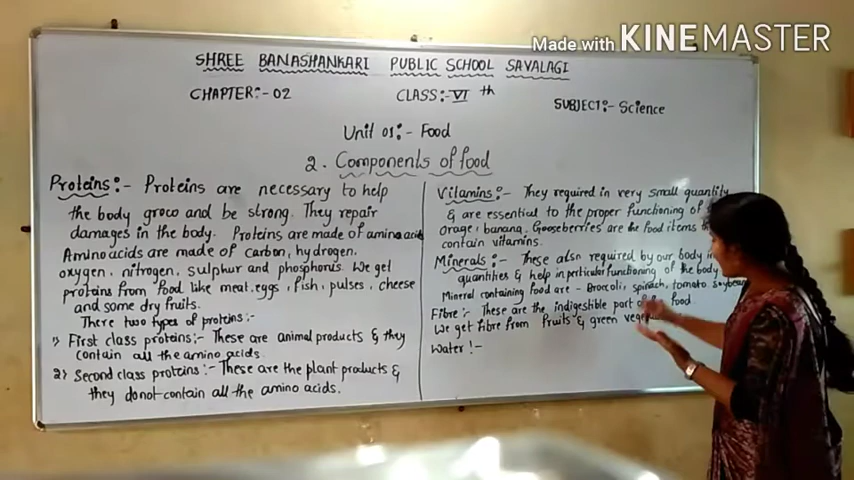 Made with KINEMASTER
SHREE BANASHANKARI PUBLIC SCHOOL SAVALAGI
CHAPTER:- 02 CLASS:- VI th SUBJECT:- Science
Unit 01:- Food
2. Components of food
Proteins:- Proteins are necessary to help
the body groco and be strong. They repair
damages in the body. Proteins are made of amino acids
Amino acids are made of carbon, hydrogen,
oxygen, nitrogen, sulphur and phosphoris. We get
proteins from food like meat, eggs, fish, pulses, cheese
and some dry fruits.
There two types of proteins:-
1) First class proteins:- These are animal products & they
contain all the amino acids.
2) Second class proteins:- These are the plant products &
they donot contain all the amino acids.
Vitamins:- They required in very small quantity
& are essential to the proper functioning of
Orage, banana, Gooseberries are the food items
contain vitamins.
Minerals:- These also required by our body in
quantities & help in perticular functioning of the body
Mineral containing food are - Brocoli, spinach, tomato, soybean
Fibre:- These are the indigestible part of food
We get fibre from fruits & green
Water!-